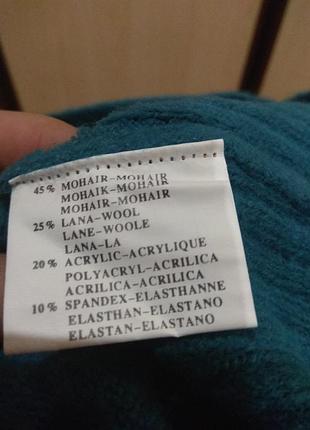 45% MOHAIR-MOHAIR
MOHAIK-MOHAIR
MOHAIR-MOHAIR
25% LANA-WOOL
LANE-WOOLE
LANA-LA
20% ACRYLIC-ACRYLIQUE
POLYACRYL-ACRILICA
ACRILICA-ACRILICA
10% SPANDEX-ELASTHANNE
ELASTHAN-ELASTANO
ELASTAN-ELASTANO